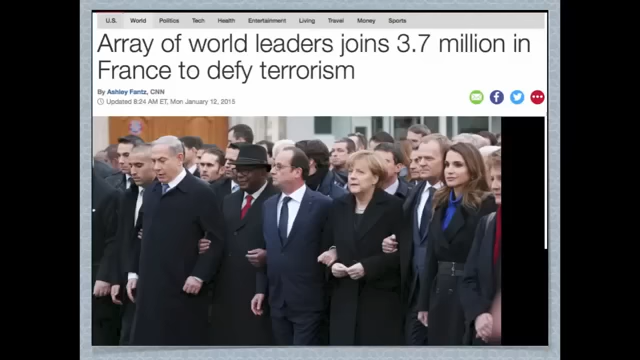 U.S. World Politics Tech Health Entertainment Living Travel Money Sports
Array of world leaders joins 3.7 million in
France to defy terrorism
By Ashley Fantz, CNN
Updated 8:24 AM ET, Mon January 12, 2015